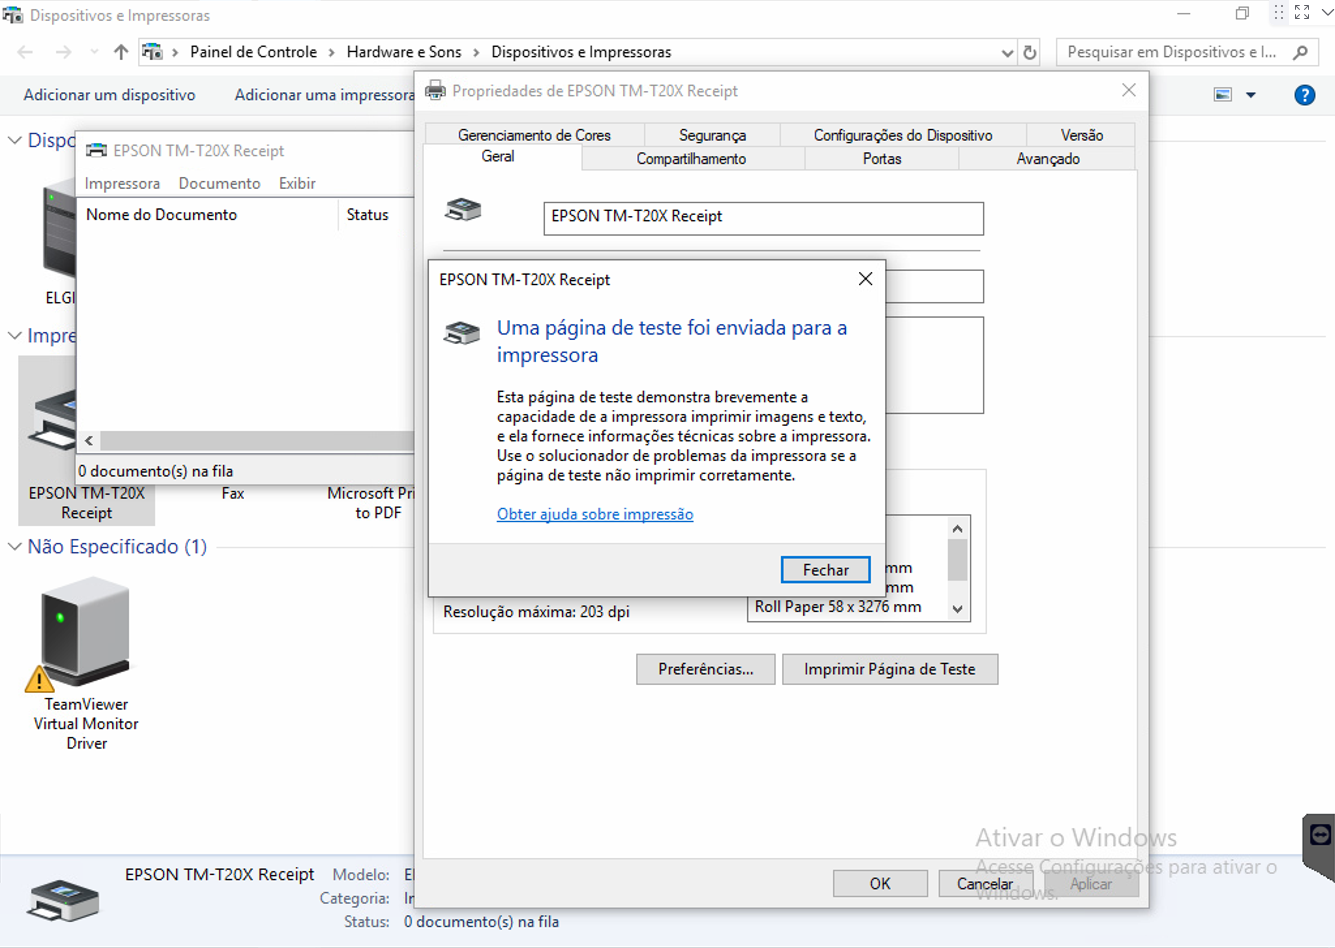 Dispositivos e Impressoras
Painel de Controle > Hardware e Sons > Dispositivos e Impressoras
Pesquisar em Dispositivos e I...
Adicionar um dispositivo
Adicionar uma impressora
Propriedades de EPSON TM-T20X Receipt
Gerenciamento de Cores
Segurança
Configurações do Dispositivo
Versão
Geral
Compartilhamento
Portas
Avançado
EPSON TM-T20X Receipt
Dispo
EPSON TM-T20X Receipt
Impressora
Documento
Exibir
Nome do Documento
Status
ELGI
Impre
0 documento(s) na fila
EPSON TM-T20X
Receipt
Fax
Microsoft Pri
to PDF
EPSON TM-T20X Receipt
Uma página de teste foi enviada para a
impressora
Esta página de teste demonstra brevemente a
capacidade de a impressora imprimir imagens e texto,
e ela fornece informações técnicas sobre a impressora.
Use o solucionador de problemas da impressora se a
página de teste não imprimir corretamente.
Obter ajuda sobre impressão
Fechar
mm
mm
Roll Paper 58 x 3276 mm
Resolução máxima: 203 dpi
Preferências...
Imprimir Página de Teste
Não Especificado (1)
TeamViewer
Virtual Monitor
Driver
Ativar o Windows
Acesse Configurações para ativar o
Windows.
OK
Cancelar
Aplicar
EPSON TM-T20X Receipt
Modelo:
Categoria:
Status: 0 documento(s) na fila